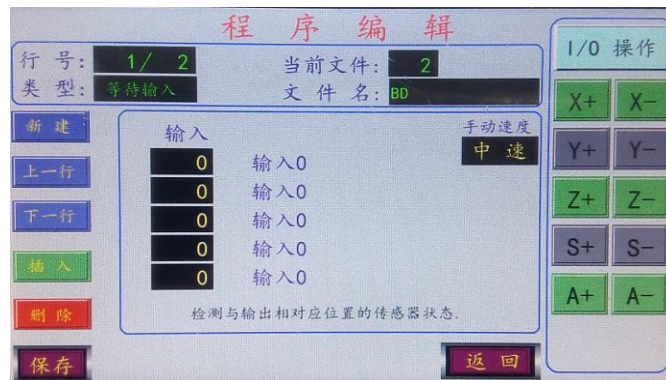 程 序 编 辑
行 号: 1/ 2 当前文件: 2
类 型: 等待输入 文 件 名: BD
I/O 操作
新 建
上一行
下一行
插 入
删 除
保存
输入
手动速度
中 速
0 输入0
0 输入0
0 输入0
0 输入0
0 输入0
检测与输出相对应位置的传感器状态.
返 回
X+ X-
Y+ Y-
Z+ Z-
S+ S-
A+ A-